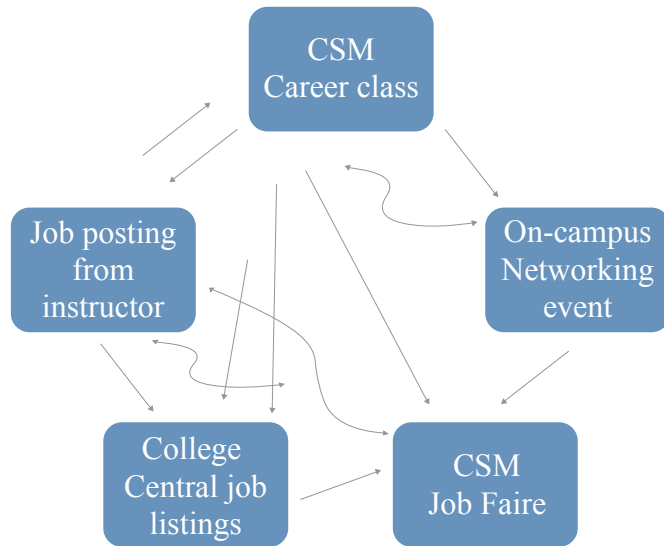 CSM
Career class
Job posting
from
instructor
On-campus
Networking
event
College
Central job
listings
CSM
Job Faire